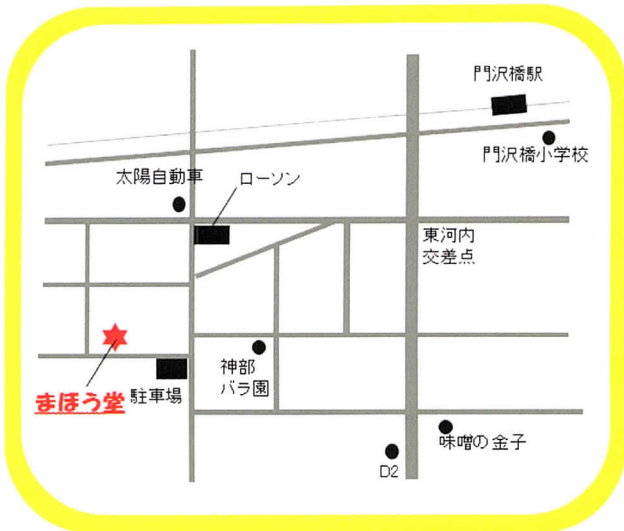 門沢橋駅
門沢橋小学校
太陽自動車
ローソン
東河内
交差点
神部
バラ園
まほう堂
駐車場
味噌の金子
D2